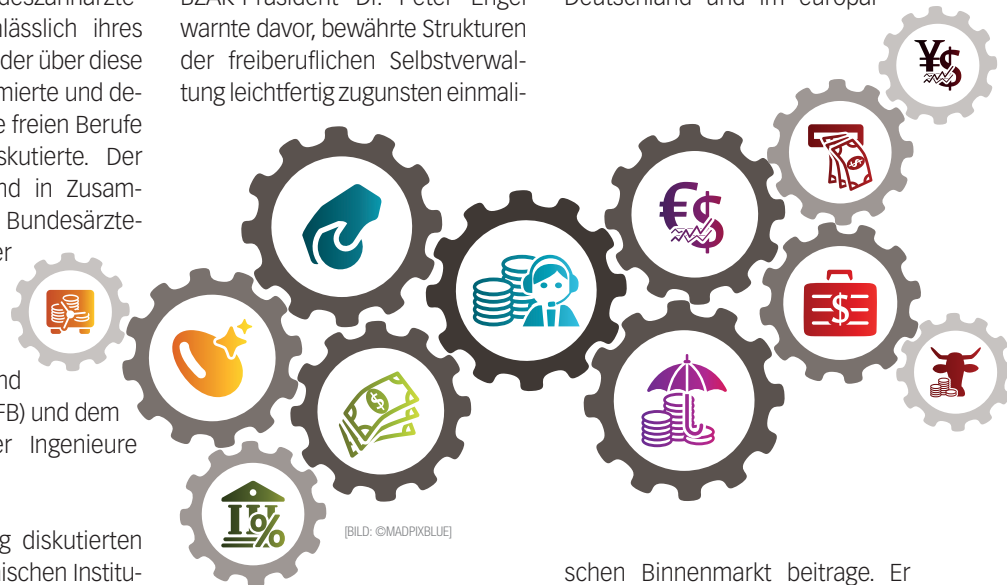 deszahnärzte-
lässlich ihres
der über diese
mierte und de-
e freien Berufe
skutierte. Der
nd in Zusam-
Bundesärzte-
er
nd
FB) und dem
er Ingenieure
g diskutierten
nischen Institu-
BZÄK-Präsident Dr. Peter Engel
warnte davor, bewährte Strukturen
der freiberuflichen Selbstverwal-
tung leichtfertig zugunsten einmali-
[BILD: ©MADPIXBLUE]
Deutschland und im europäi-
schen Binnenmarkt beitrage. Er